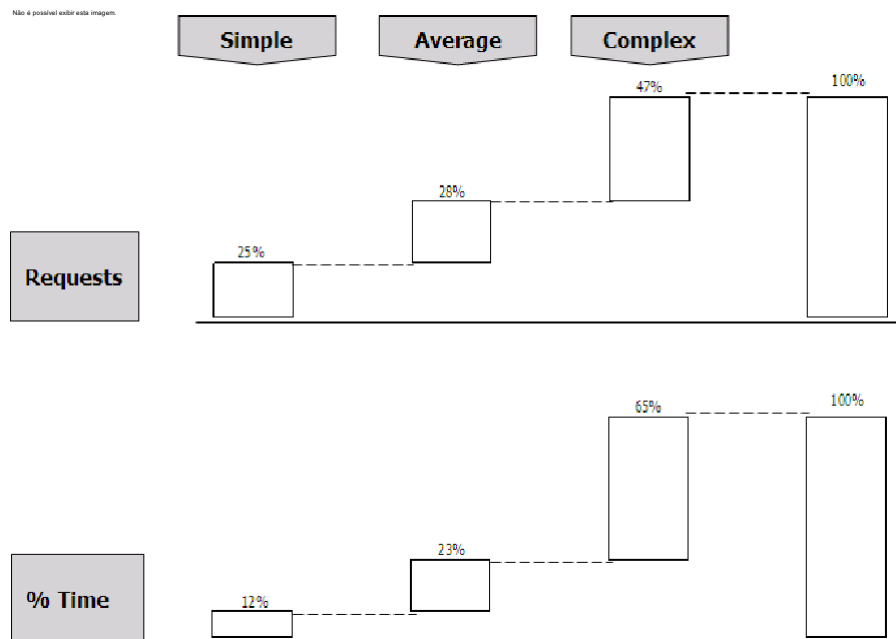 Não é possível exibir esta imagem.
Simple
Average
Complex
47%
100%
28%
25%
Requests
65%
100%
23%
12%
% Time